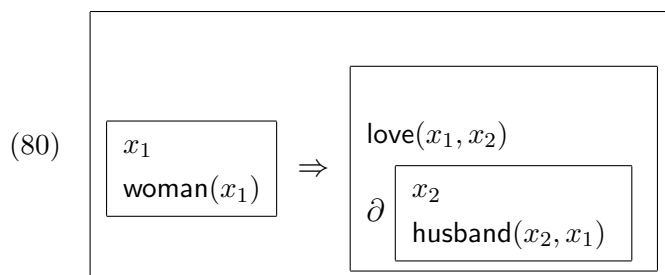 (80)
x₁
woman(x₁)
⇒
love(x₁, x₂)
∂
x₂
husband(x₂, x₁)